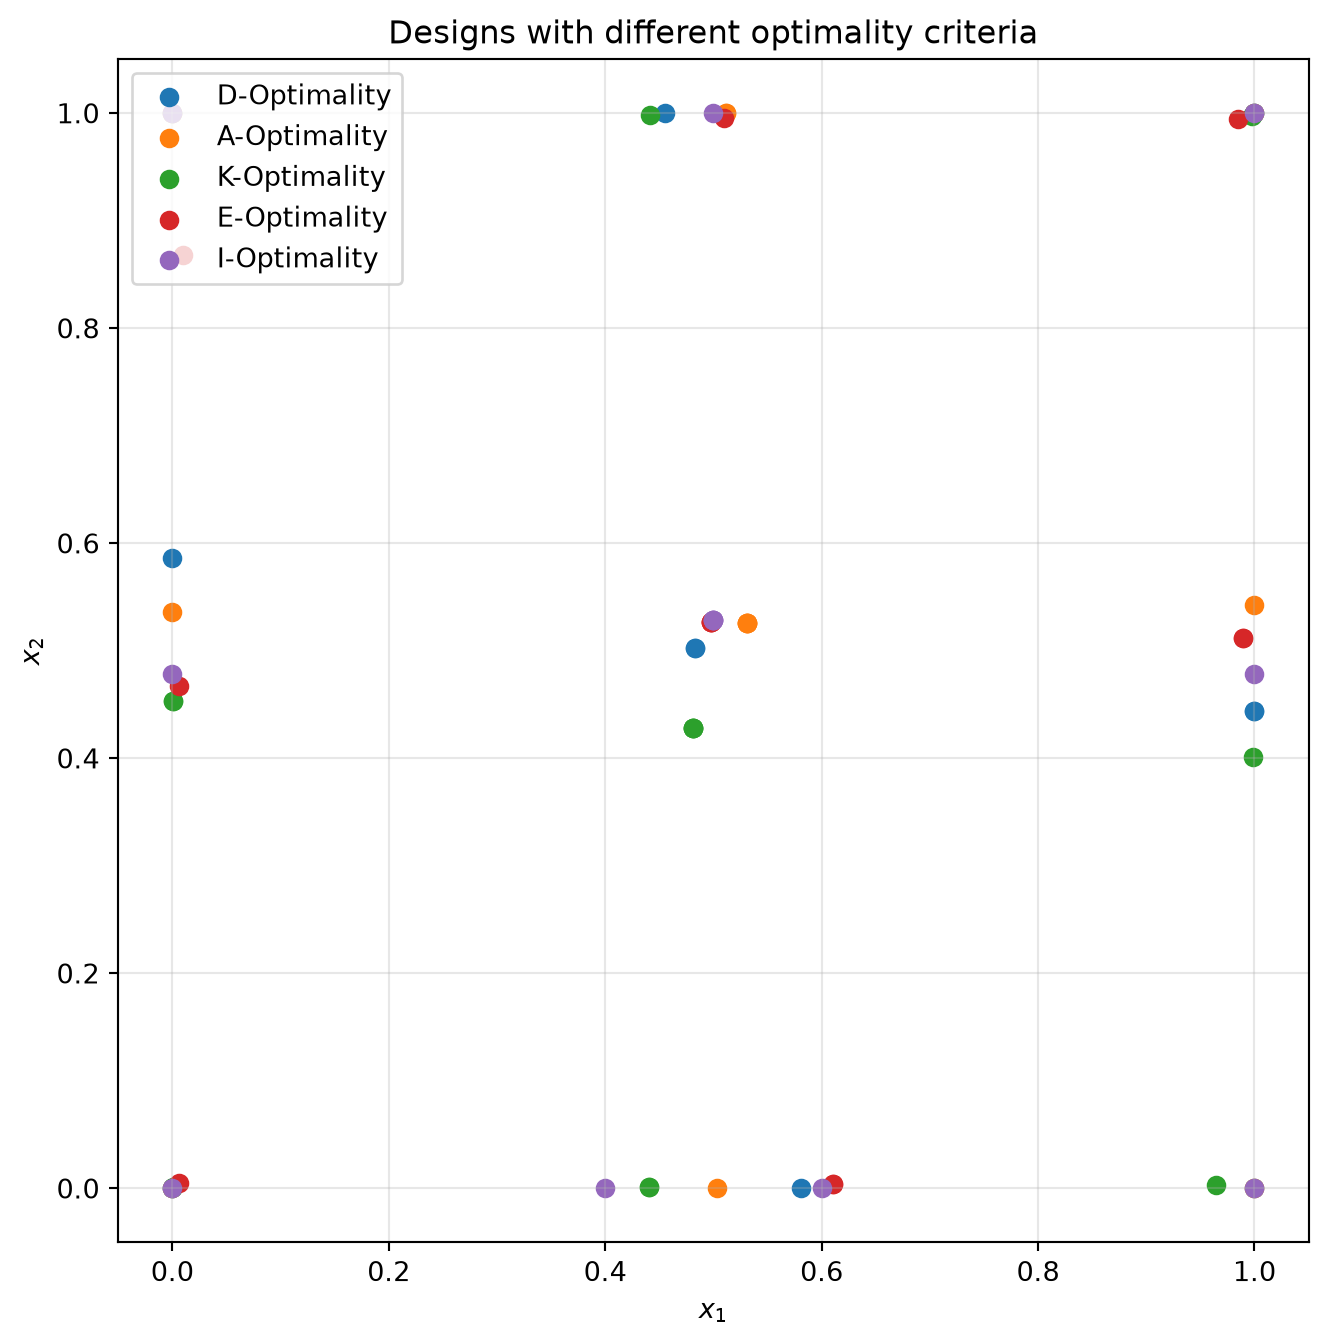 Designs with different optimality criteria
D-Optimality
A-Optimality
K-Optimality
E-Optimality
I-Optimality
1.0
0.8
0.6
0.4
0.2
0.0
x₂
0.0 0.2 0.4 0.6 0.8 1.0
x₁